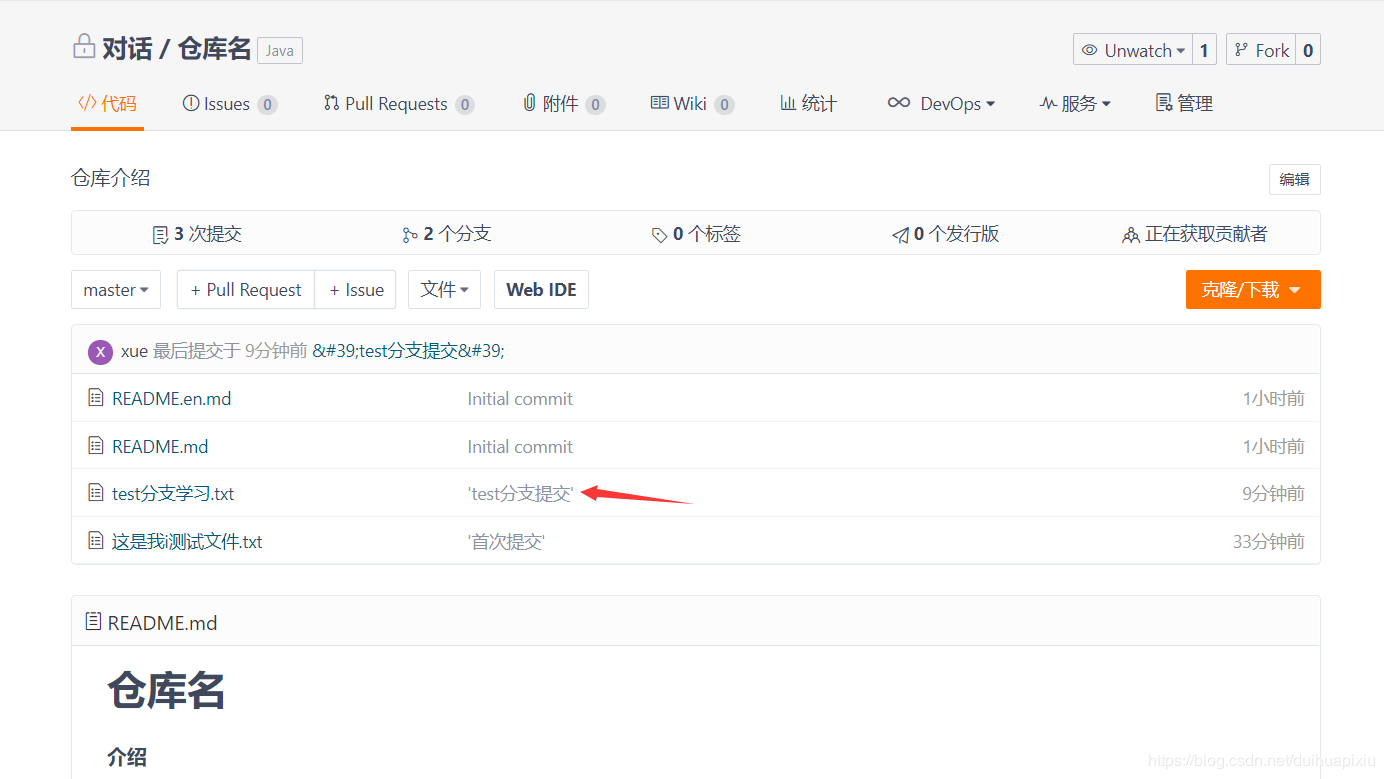 对话 / 仓库名 Java Unwatch 1 Fork 0
代码 Issues 0 Pull Requests 0 附件 0 Wiki 0 统计 DevOps 服务 管理
仓库介绍 编辑
3 次提交 2 个分支 0 个标签 0 个发行版 正在获取贡献者
master + Pull Request + Issue 文件 Web IDE 克隆/下载
X xue 最后提交于 9分钟前 &#39;test分支提交&#39;
README.en.md Initial commit 1小时前
README.md Initial commit 1小时前
test分支学习.txt 'test分支提交' 9分钟前
这是我i测试文件.txt '首次提交' 33分钟前
README.md
仓库名
介绍
https://blog.csdn.net/duihuapixiu